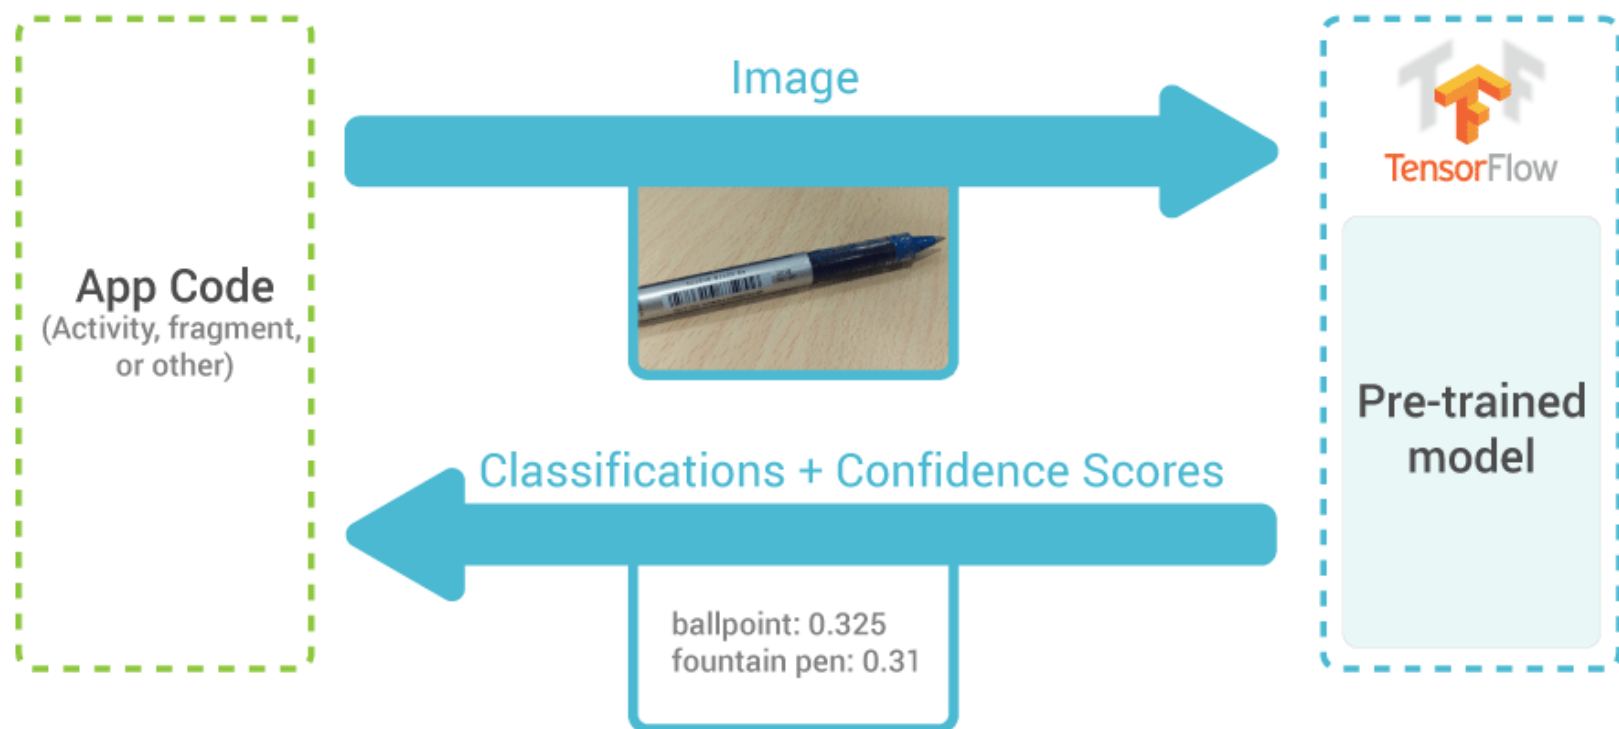 Image
TensorFlow
App Code
(Activity, fragment,
or other)
Pre-trained
model
Classifications + Confidence Scores
ballpoint: 0.325
fountain pen: 0.31